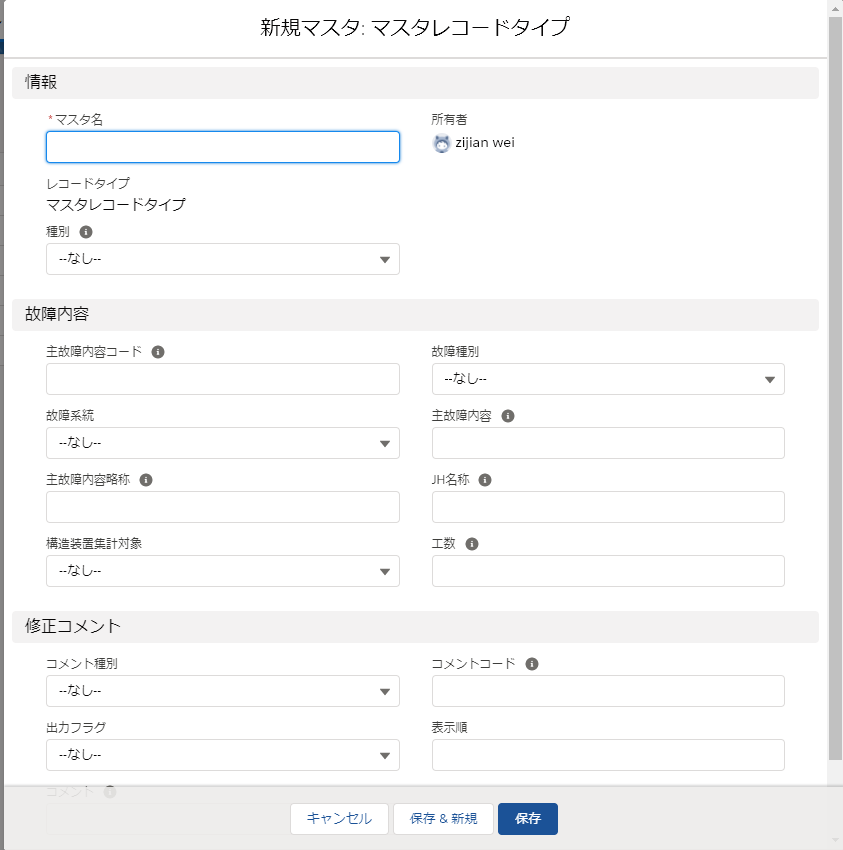 新規マスタ: マスタレコードタイプ
情報
*マスタ名
所有者
zijian wei
レコードタイプ
マスタレコードタイプ
種別
--なし--
故障内容
主故障内容コード
故障種別
--なし--
故障系統
--なし--
主故障内容
主故障内容略称
JH名称
構造装置集計対象
--なし--
工数
修正コメント
コメント種別
--なし--
コメントコード
出力フラグ
--なし--
表示順
コメント
キャンセル
保存 & 新規
保存